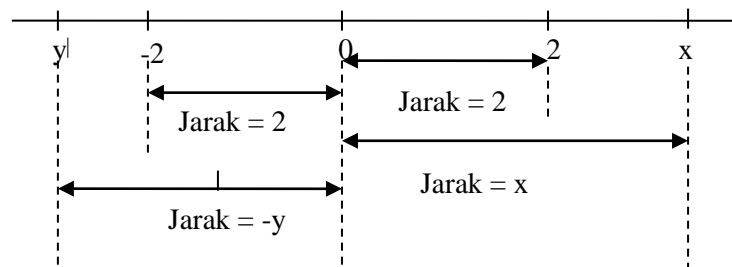 y -2 0 2 x
Jarak = 2
Jarak = 2
Jarak = x
Jarak = -y